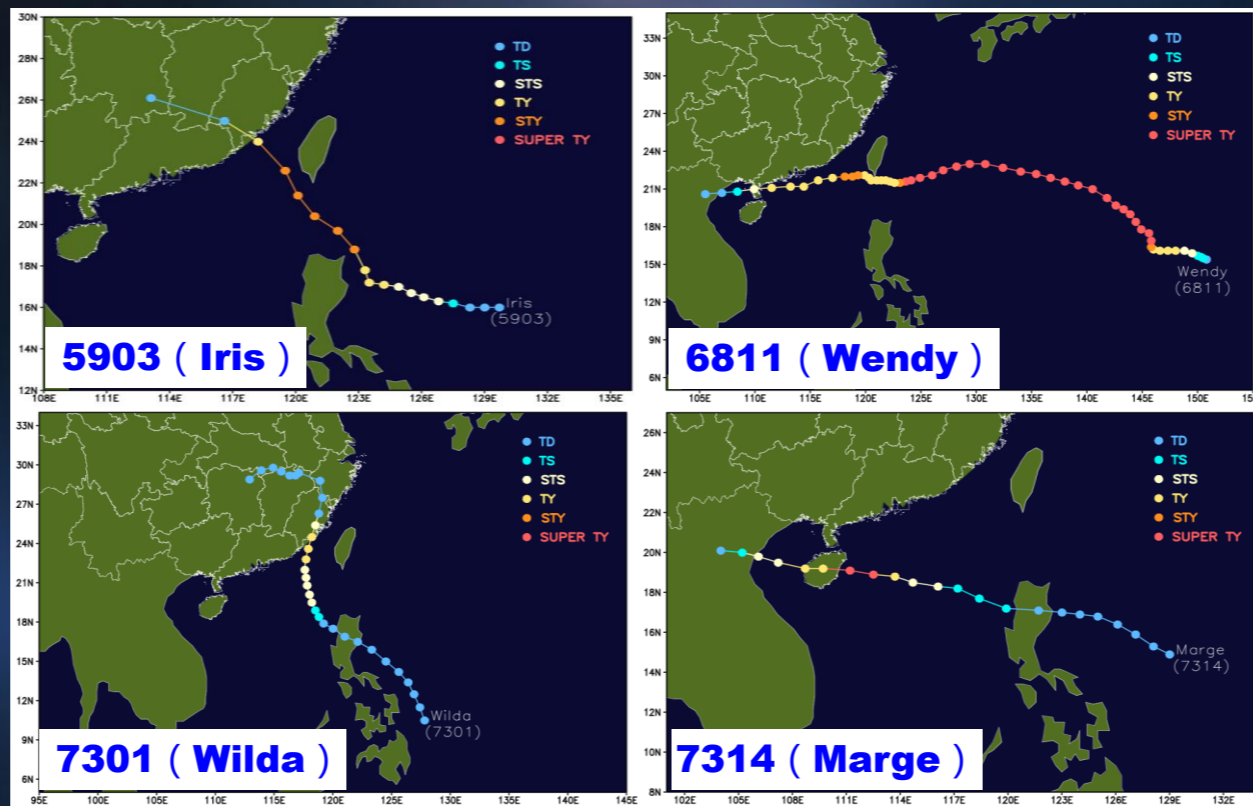 30N
28N
26N
24N
22N
20N
18N
16N
14N
12N
108E 111E 114E 117E 120E 123E 126E 129E 132E 135E
TD
TS
STS
TY
STY
SUPER TY
Iris
(5903)
5903 ( Iris )
33N
30N
27N
24N
21N
18N
15N
12N
9N
6N
105E 110E 115E 120E 125E 130E 135E 140E 145E 150E
TD
TS
STS
TY
STY
SUPER TY
Wendy
(6811)
6811 ( Wendy )
33N
30N
27N
24N
21N
18N
15N
12N
9N
6N
95E 100E 105E 110E 115E 120E 125E 130E 135E 140E 145E
TD
TS
STS
TY
STY
SUPER TY
Wilda
(7301)
7301 ( Wilda )
26N
24N
22N
20N
18N
16N
14N
12N
10N
8N
102E 105E 108E 111E 114E 117E 120E 123E 126E 129E 132E
TD
TS
STS
TY
STY
SUPER TY
Marge
(7314)
7314 ( Marge )